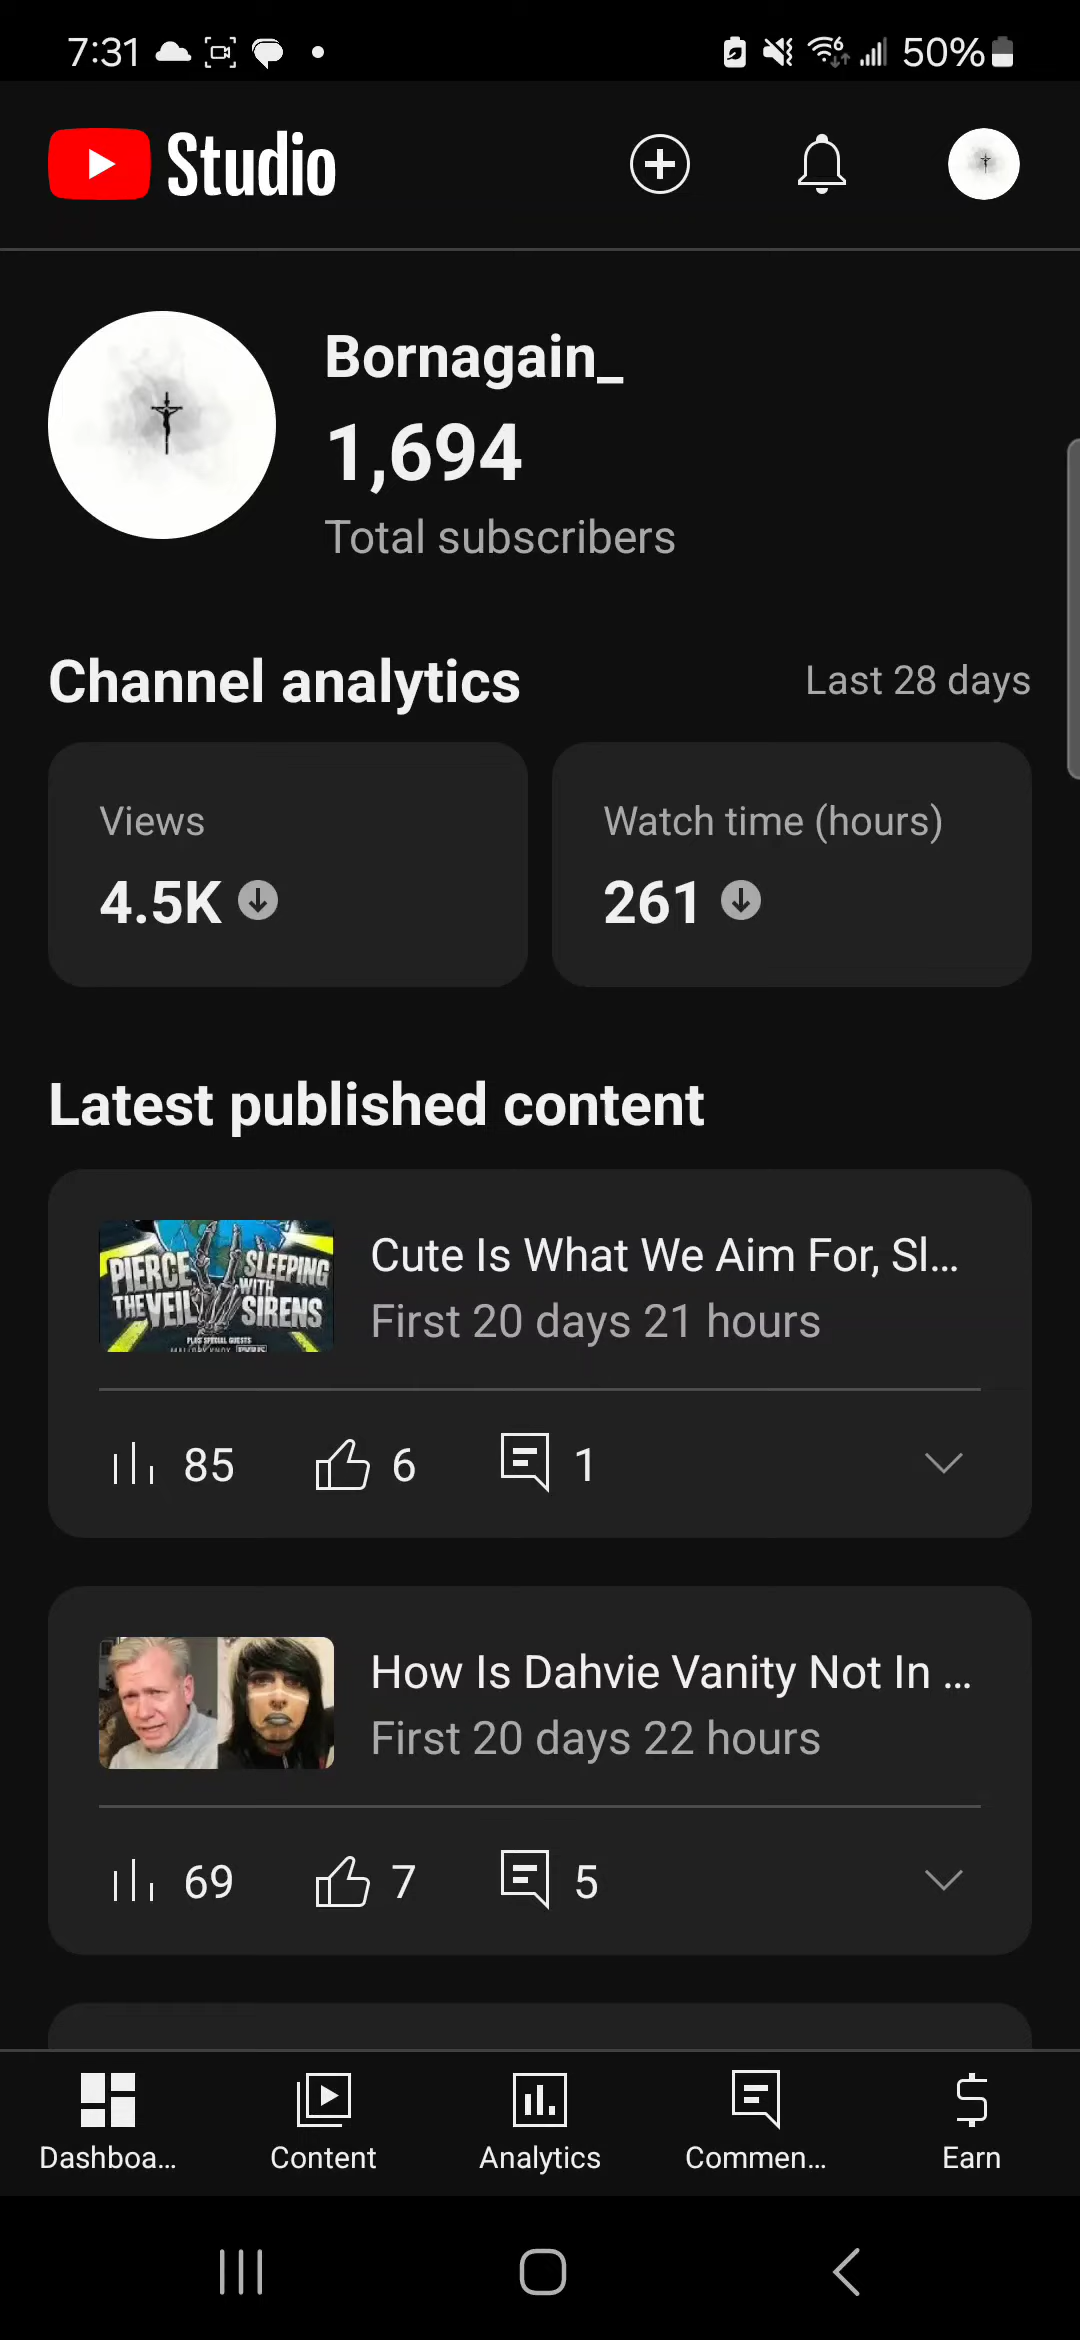 7:31
50%
Studio
Bornagain_
1,694
Total subscribers
Channel analytics
Last 28 days
Views
Watch time (hours)
4.5K
261
Latest published content
PIERCE THE VEIL
SLEEPING WITH SIRENS
PLUS SPECIAL GUESTS
Cute Is What We Aim For, Sl...
First 20 days 21 hours
85
6
1
How Is Dahvie Vanity Not In ...
First 20 days 22 hours
69
7
5
Dashboa...
Content
Analytics
Commen...
Earn